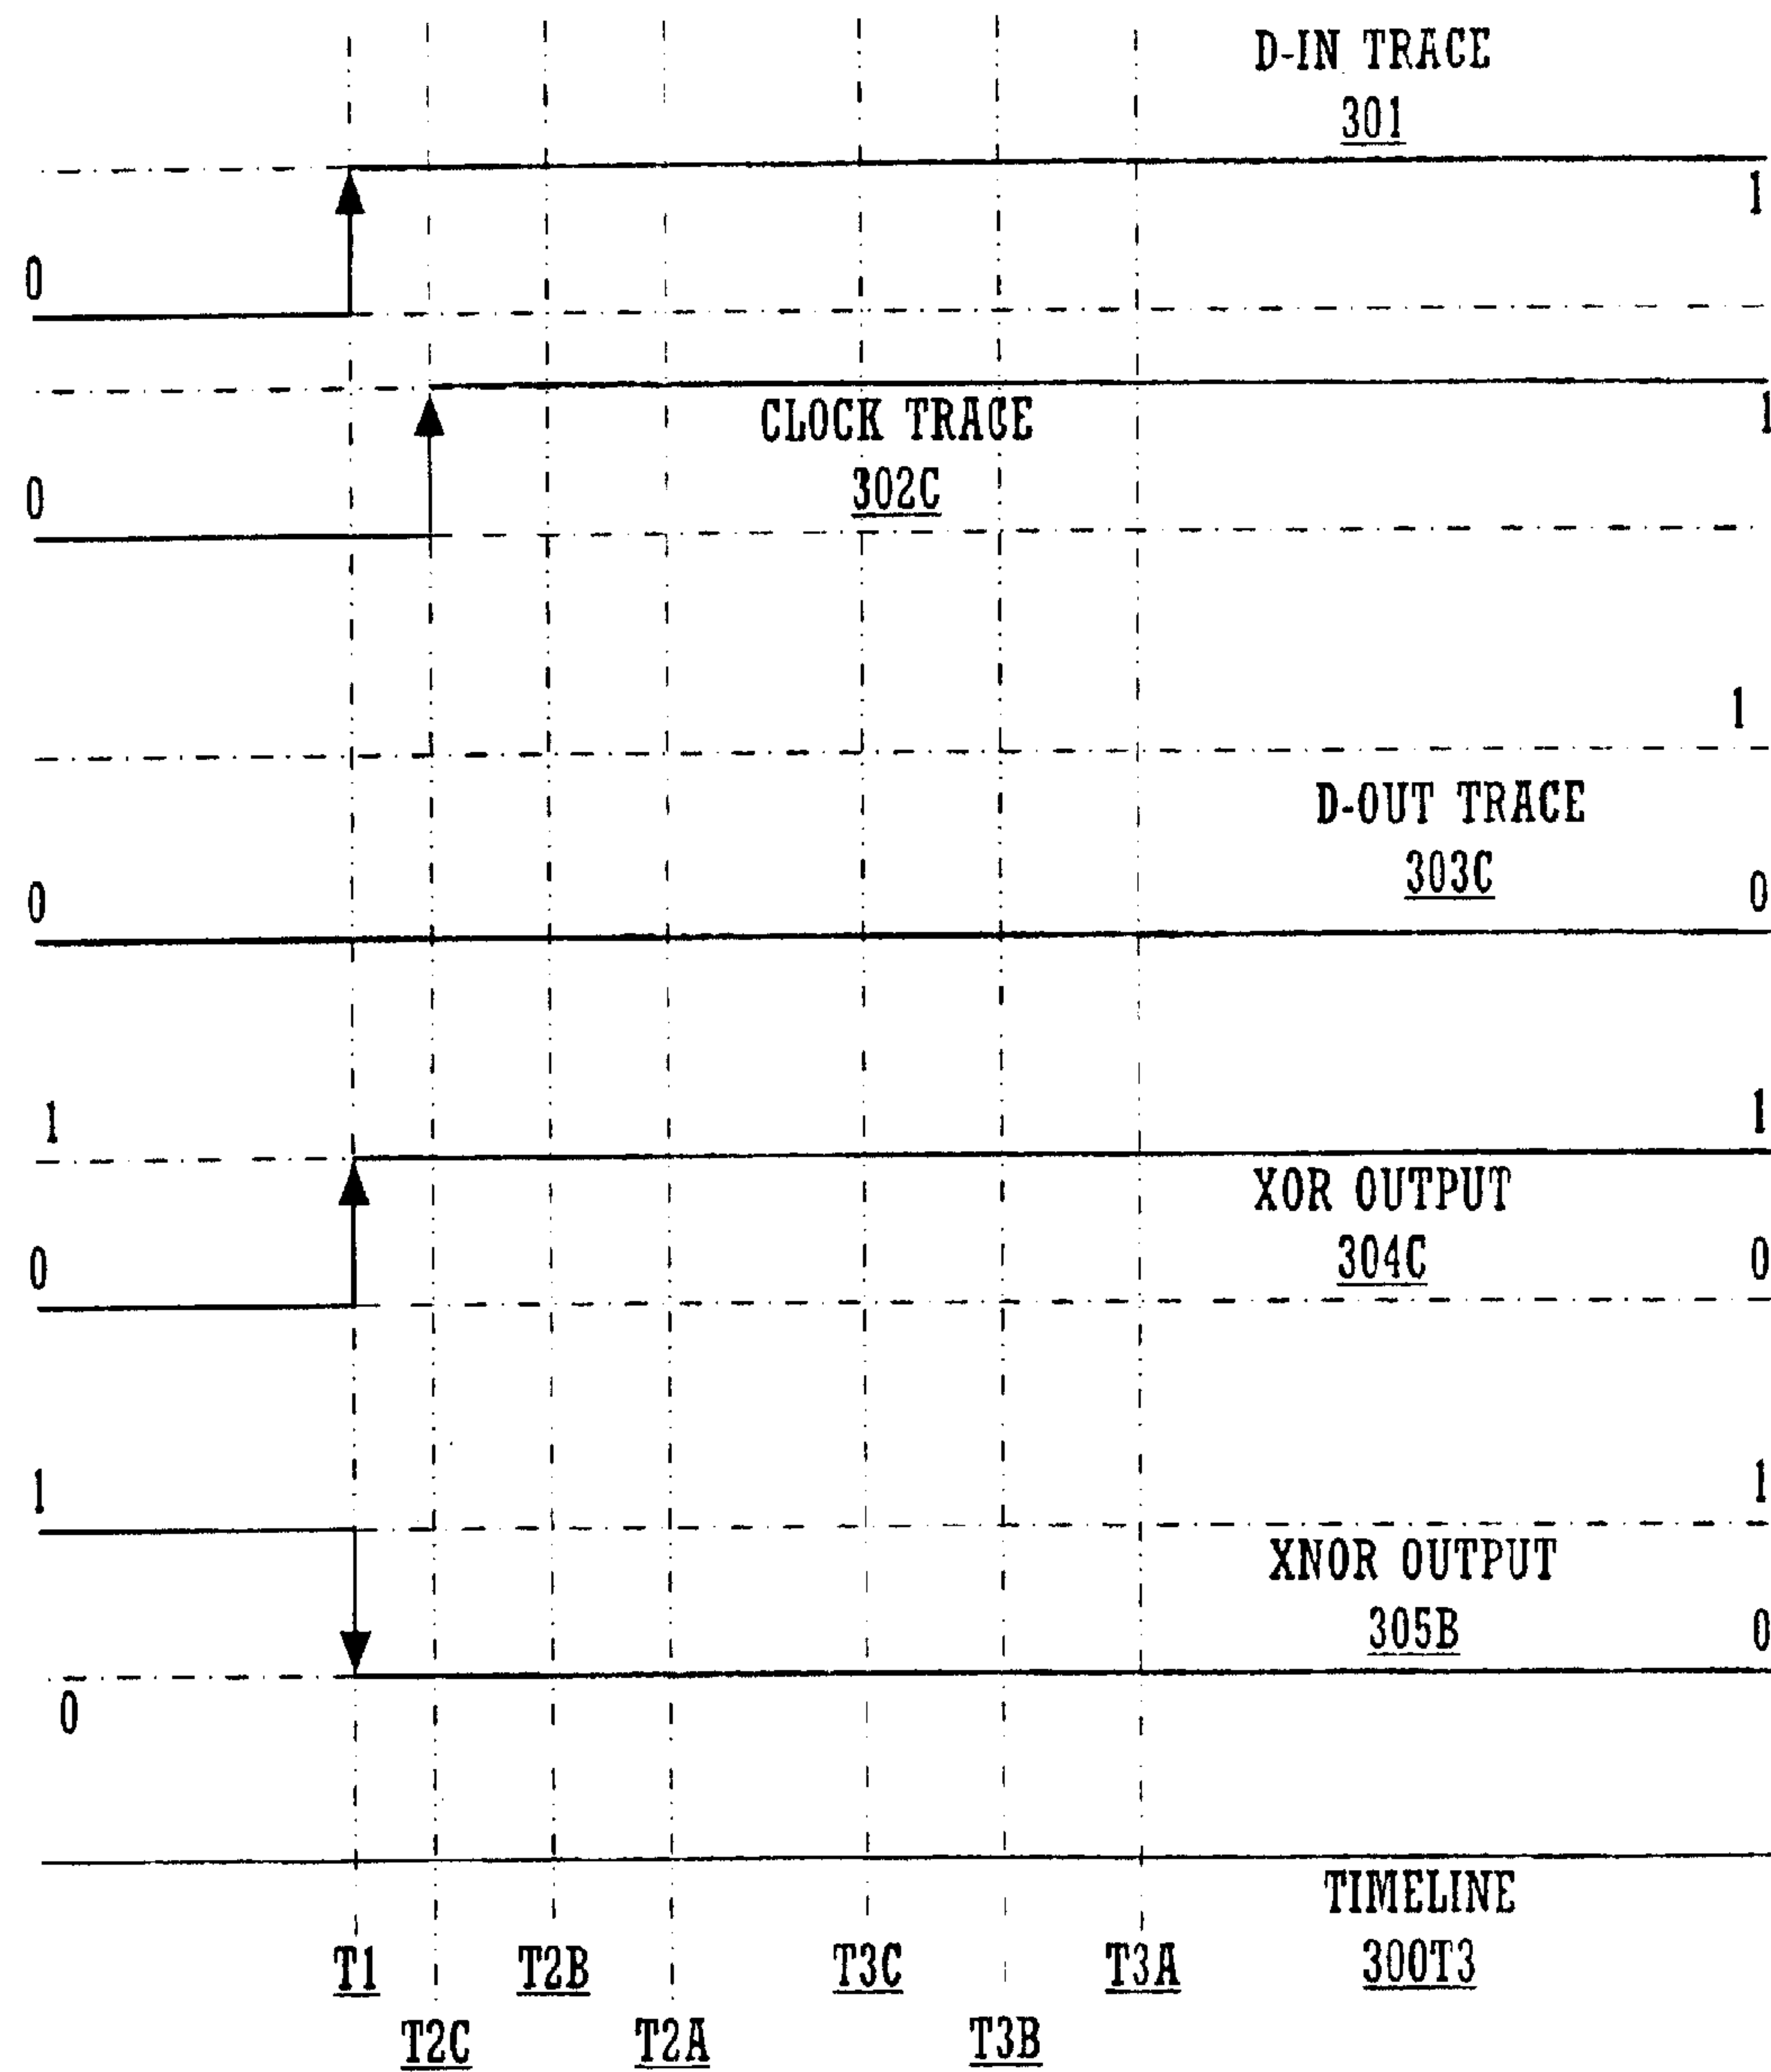 D-IN TRACE
301
1
0
CLOCK TRACE
302C
1
0
1
D-OUT TRACE
303C
0
0
1
1
XOR OUTPUT
304C
0
0
1
1
XNOR OUTPUT
305B
0
0
TIMELINE
300T3
T1
T2B
T3C
T3A
T2C
T2A
T3B